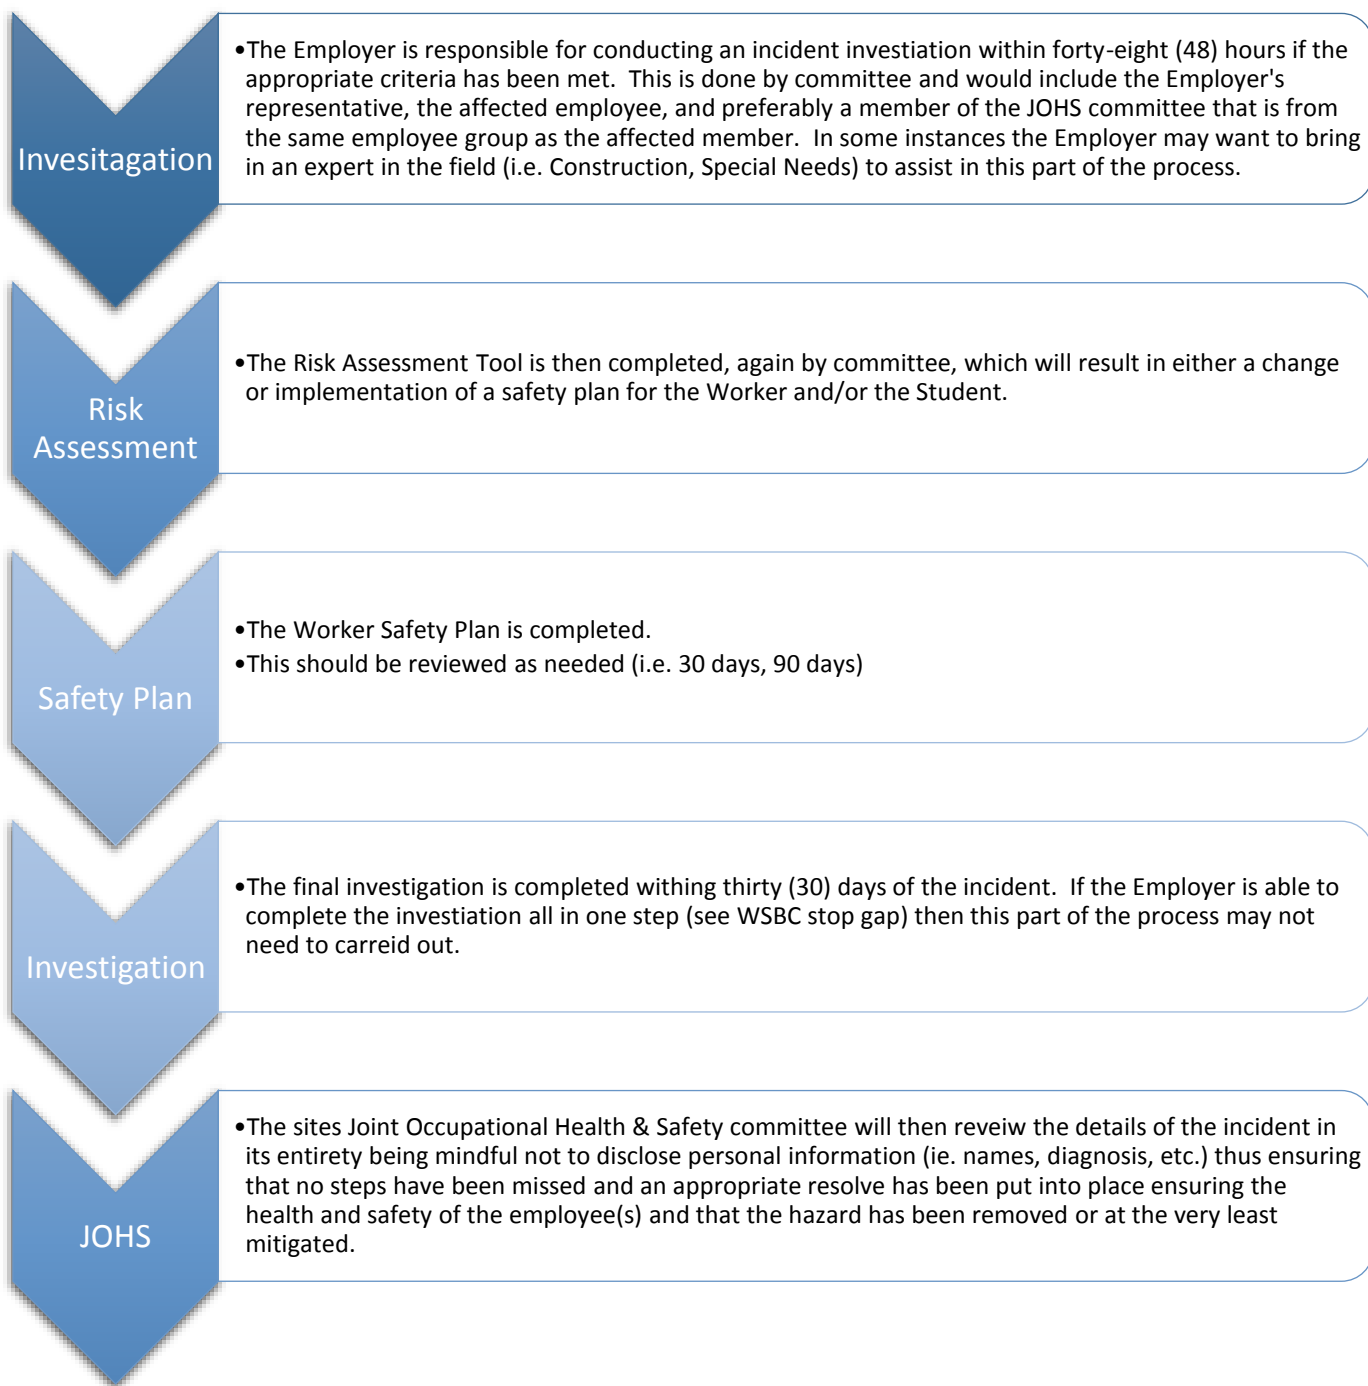 Invesitagation
•The Employer is responsible for conducting an incident investiation within forty-eight (48) hours if the
appropriate criteria has been met.  This is done by committee and would include the Employer's
representative, the affected employee, and preferably a member of the JOHS committee that is from
the same employee group as the affected member.  In some instances the Employer may want to bring
in an expert in the field (i.e. Construction, Special Needs) to assist in this part of the process.
Risk
Assessment
•The Risk Assessment Tool is then completed, again by committee, which will result in either a change
or implementation of a safety plan for the Worker and/or the Student.
Safety Plan
•The Worker Safety Plan is completed.
•This should be reviewed as needed (i.e. 30 days, 90 days)
Investigation
•The final investigation is completed withing thirty (30) days of the incident.  If the Employer is able to
complete the investiation all in one step (see WSBC stop gap) then this part of the process may not
need to carreid out.
JOHS
•The sites Joint Occupational Health & Safety committee will then reveiw the details of the incident in
its entirety being mindful not to disclose personal information (ie. names, diagnosis, etc.) thus ensuring
that no steps have been missed and an appropriate resolve has been put into place ensuring the
health and safety of the employee(s) and that the hazard has been removed or at the very least
mitigated.